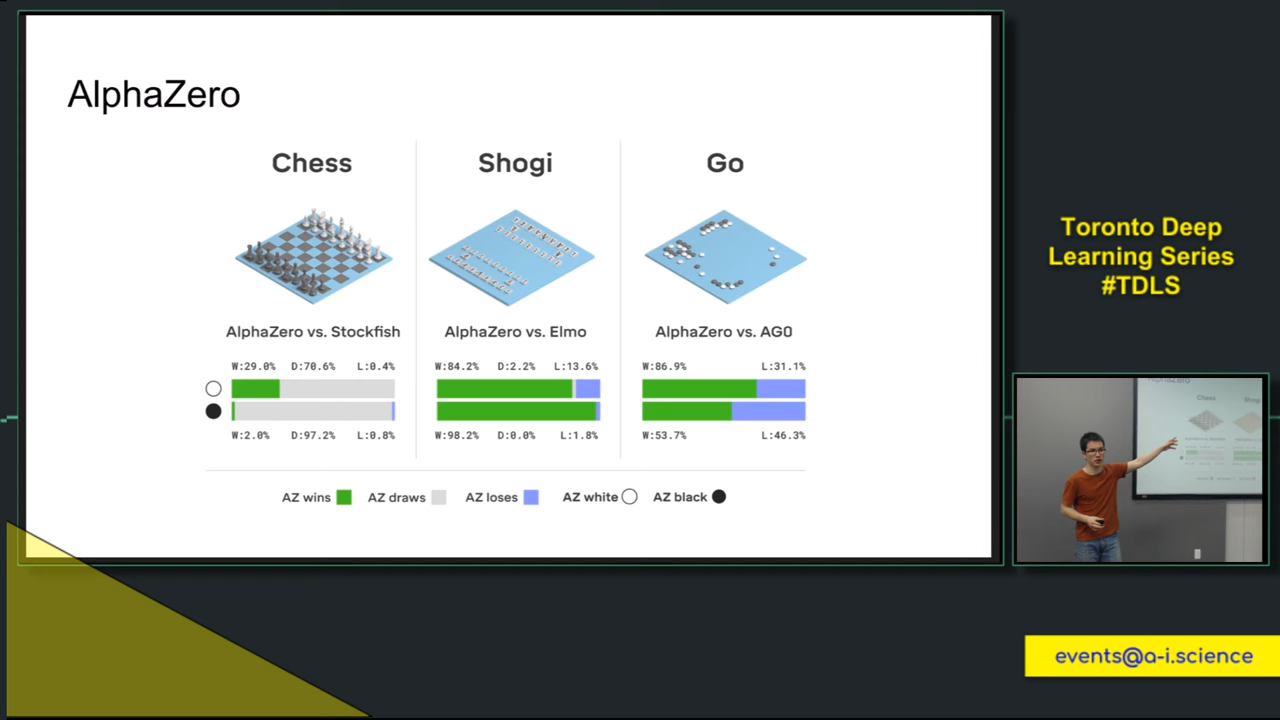 AlphaZero
Chess
Shogi
Go
AlphaZero vs. Stockfish
AlphaZero vs. Elmo
AlphaZero vs. AG0
W:29.0% D:70.6% L:0.4%
W:84.2% D:2.2% L:13.6%
W:86.9% L:31.1%
W:2.0% D:97.2% L:0.8%
W:98.2% D:0.0% L:1.8%
W:53.7% L:46.3%
AZ wins
AZ draws
AZ loses
AZ white
AZ black
Toronto Deep
Learning Series
#TDLS
AlphaZero
Chess
events@a-i.science